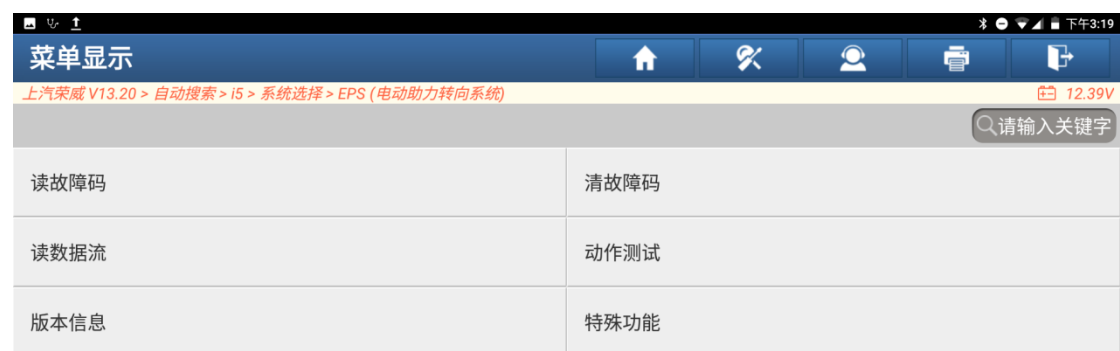 下午3:19
菜单显示
上汽荣威 V13.20 > 自动搜索 > i5 > 系统选择 > EPS (电动助力转向系统) 12.39V
请输入关键字
读故障码 清故障码
读数据流 动作测试
版本信息 特殊功能